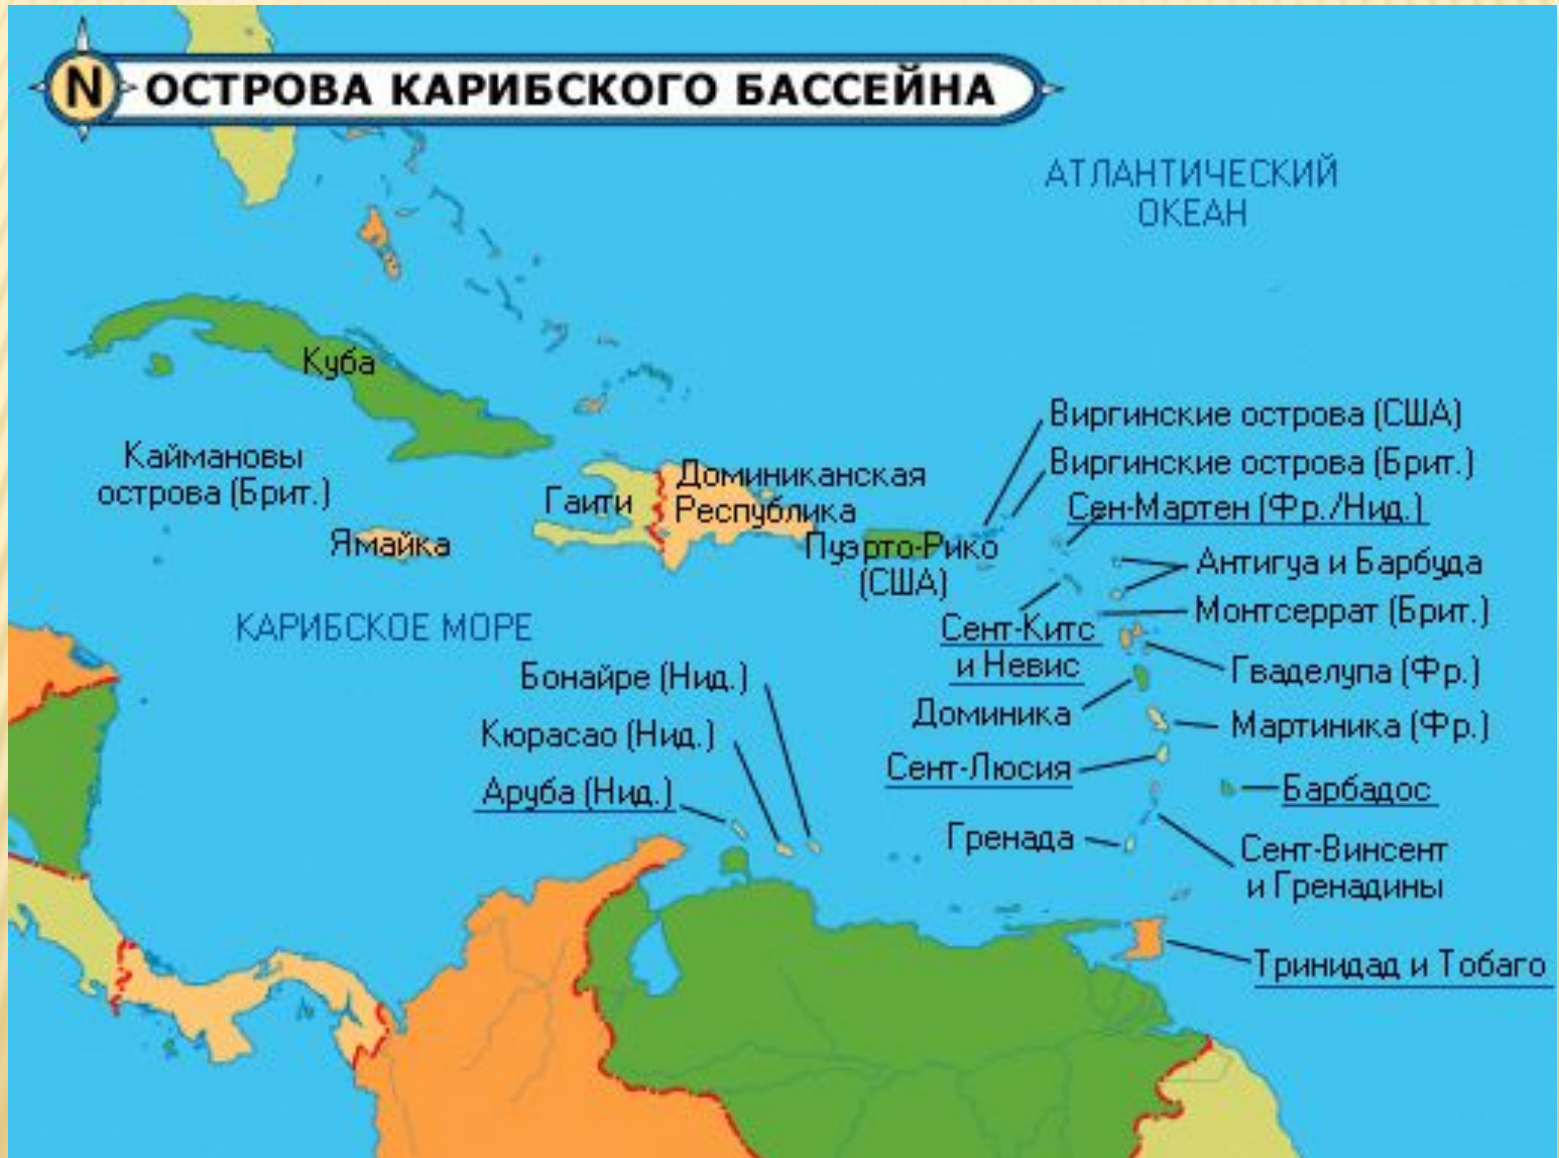 N ОСТРОВА КАРИБСКОГО БАССЕЙНА
АТЛАНТИЧЕСКИЙ
ОКЕАН
Куба
Каймановы
острова (Брит.)
Ямайка
Гаити
Доминиканская
Республика
Пуэрто-Рико
(США)
Виргинские острова (США)
Виргинские острова (Брит.)
Сен-Мартен (Фр./Нид.)
Антигуа и Барбуда
Монтсеррат (Брит.)
Сент-Китс
и Невис
Гваделупа (Фр.)
Доминика
Мартиника (Фр.)
Сент-Люсия
Барбадос
Гренада
Сент-Винсент
и Гренадины
Тринидад и Тобаго
КАРИБСКОЕ МОРЕ
Бонайре (Нид.)
Кюрасао (Нид.)
Аруба (Нид.)